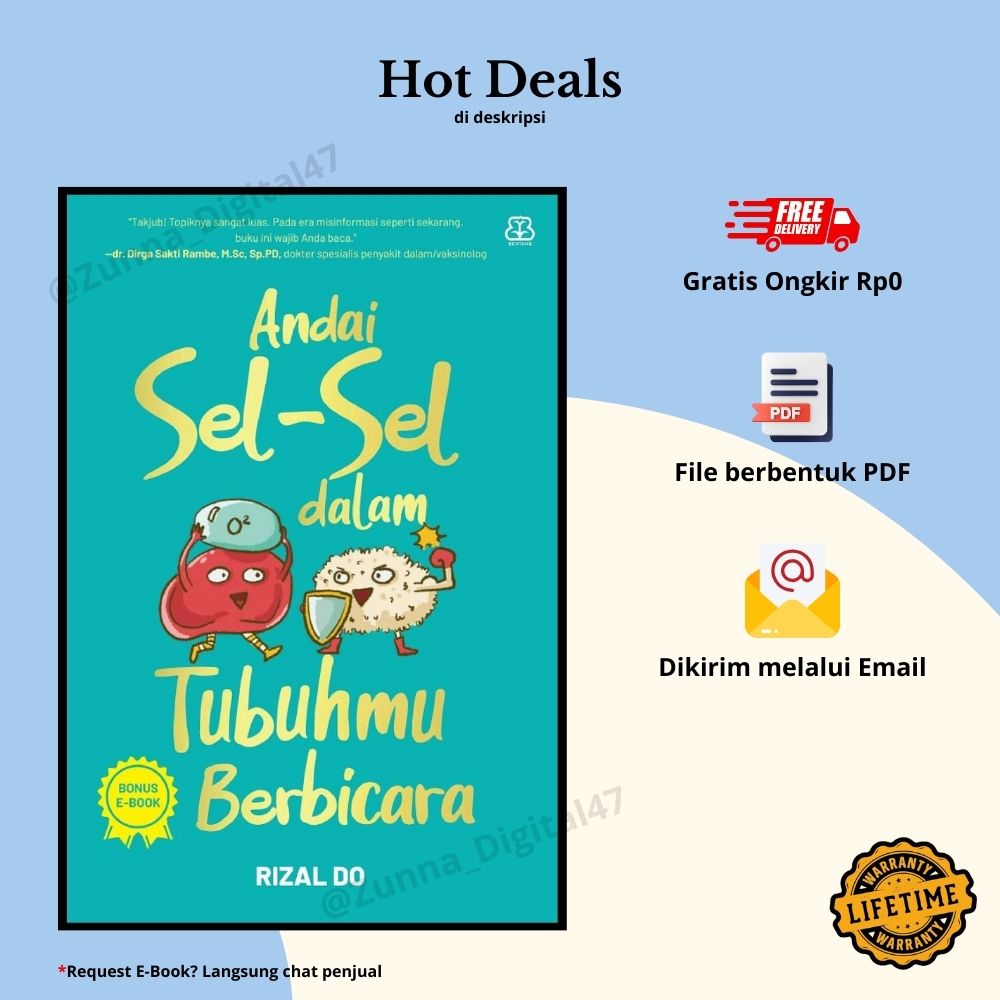 Hot Deals
di deskripsi
@Zunna_Digital47
"Takjub! Topiknya sangat luas. Pada era misinformasi seperti sekarang,
buku ini wajib Anda baca."
—dr. Dirga Sakti Rambe, M.Sc, Sp.PD, dokter spesialis penyakit dalam/vaksinolog
BENTANG
Andai
Sel-Sel
dalam
O²
Tubuhmu
Berbicara
BONUS
E-BOOK
RIZAL DO
@Zunna_Digital47
FREE
DELIVERY
Gratis Ongkir Rp0
PDF
File berbentuk PDF
@
Dikirim melalui Email
WARRANTY
LIFETIME
WARRANTY
*Request E-Book? Langsung chat penjual